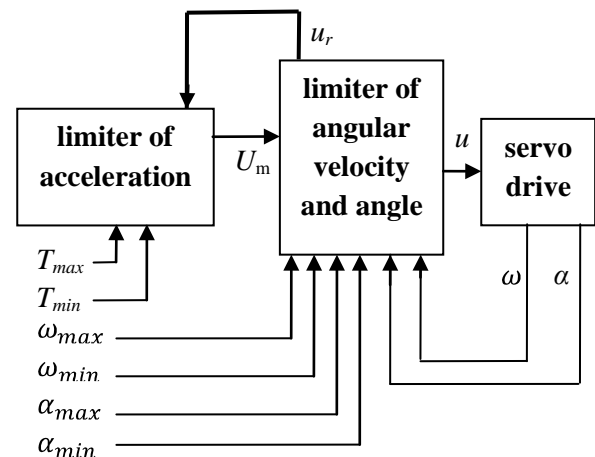 u_r
limiter of
acceleration
U_m
limiter of
angular
velocity
and angle
u
servo
drive
T_max
T_min
ω_max
ω_min
α_max
α_min
ω
α